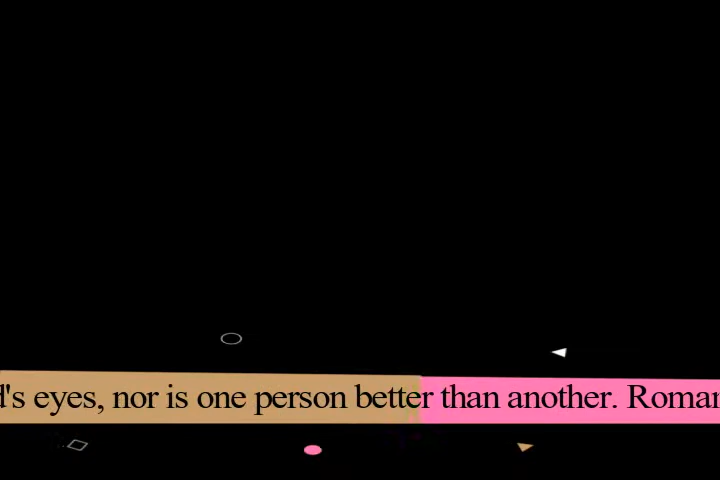 's eyes, nor is one person better than another. Roman